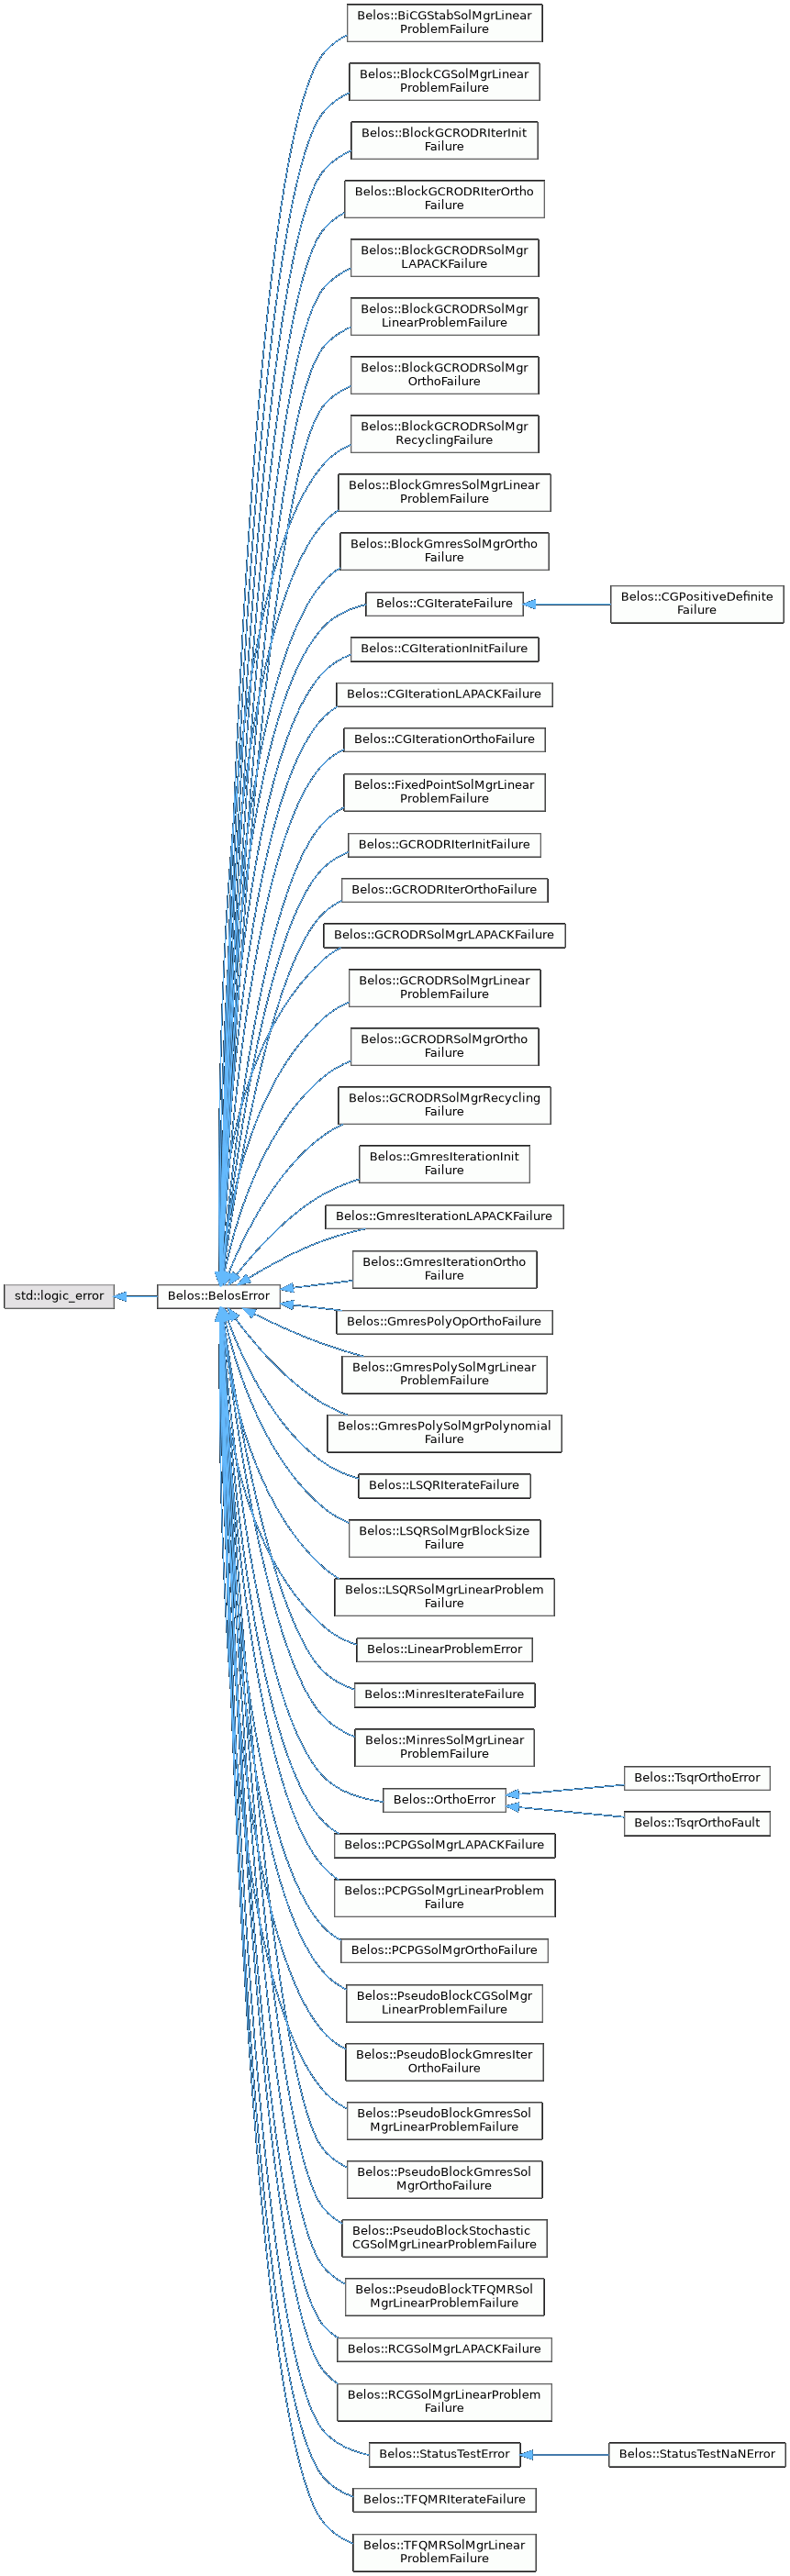 Belos::BiCGStabSolMgrLinear
ProblemFailure
Belos::BlockCGSolMgrLinear
ProblemFailure
Belos::BlockGCRODRIterInit
Failure
Belos::BlockGCRODRIterOrtho
Failure
Belos::BlockGCRODRSolMgr
LAPACKFailure
Belos::BlockGCRODRSolMgr
LinearProblemFailure
Belos::BlockGCRODRSolMgr
OrthoFailure
Belos::BlockGCRODRSolMgr
RecyclingFailure
Belos::BlockGmresSolMgrLinear
ProblemFailure
Belos::BlockGmresSolMgrOrtho
Failure
Belos::CGIterateFailure
Belos::CGPositiveDefinite
Failure
Belos::CGIterationInitFailure
Belos::CGIterationLAPACKFailure
Belos::CGIterationOrthoFailure
Belos::FixedPointSolMgrLinear
ProblemFailure
Belos::GCRODRIterInitFailure
Belos::GCRODRIterOrthoFailure
Belos::GCRODRSolMgrLAPACKFailure
Belos::GCRODRSolMgrLinear
ProblemFailure
Belos::GCRODRSolMgrOrtho
Failure
Belos::GCRODRSolMgrRecycling
Failure
Belos::GmresIterationInit
Failure
Belos::GmresIterationLAPACKFailure
Belos::GmresIterationOrtho
Failure
std::logic_error
Belos::BelosError
Belos::GmresPolyOpOrthoFailure
Belos::GmresPolySolMgrLinear
ProblemFailure
Belos::GmresPolySolMgrPolynomial
Failure
Belos::LSQRIterateFailure
Belos::LSQRSolMgrBlockSize
Failure
Belos::LSQRSolMgrLinearProblem
Failure
Belos::LinearProblemError
Belos::MinresIterateFailure
Belos::MinresSolMgrLinear
ProblemFailure
Belos::OrthoError
Belos::TsqrOrthoError
Belos::TsqrOrthoFault
Belos::PCPGSolMgrLAPACKFailure
Belos::PCPGSolMgrLinearProblem
Failure
Belos::PCPGSolMgrOrthoFailure
Belos::PseudoBlockCGSolMgr
LinearProblemFailure
Belos::PseudoBlockGmresIter
OrthoFailure
Belos::PseudoBlockGmresSol
MgrLinearProblemFailure
Belos::PseudoBlockGmresSol
MgrOrthoFailure
Belos::PseudoBlockStochastic
CGSolMgrLinearProblemFailure
Belos::PseudoBlockTFQMRSol
MgrLinearProblemFailure
Belos::RCGSolMgrLAPACKFailure
Belos::RCGSolMgrLinearProblem
Failure
Belos::StatusTestError
Belos::StatusTestNaNError
Belos::TFQMRIterateFailure
Belos::TFQMRSolMgrLinear
ProblemFailure